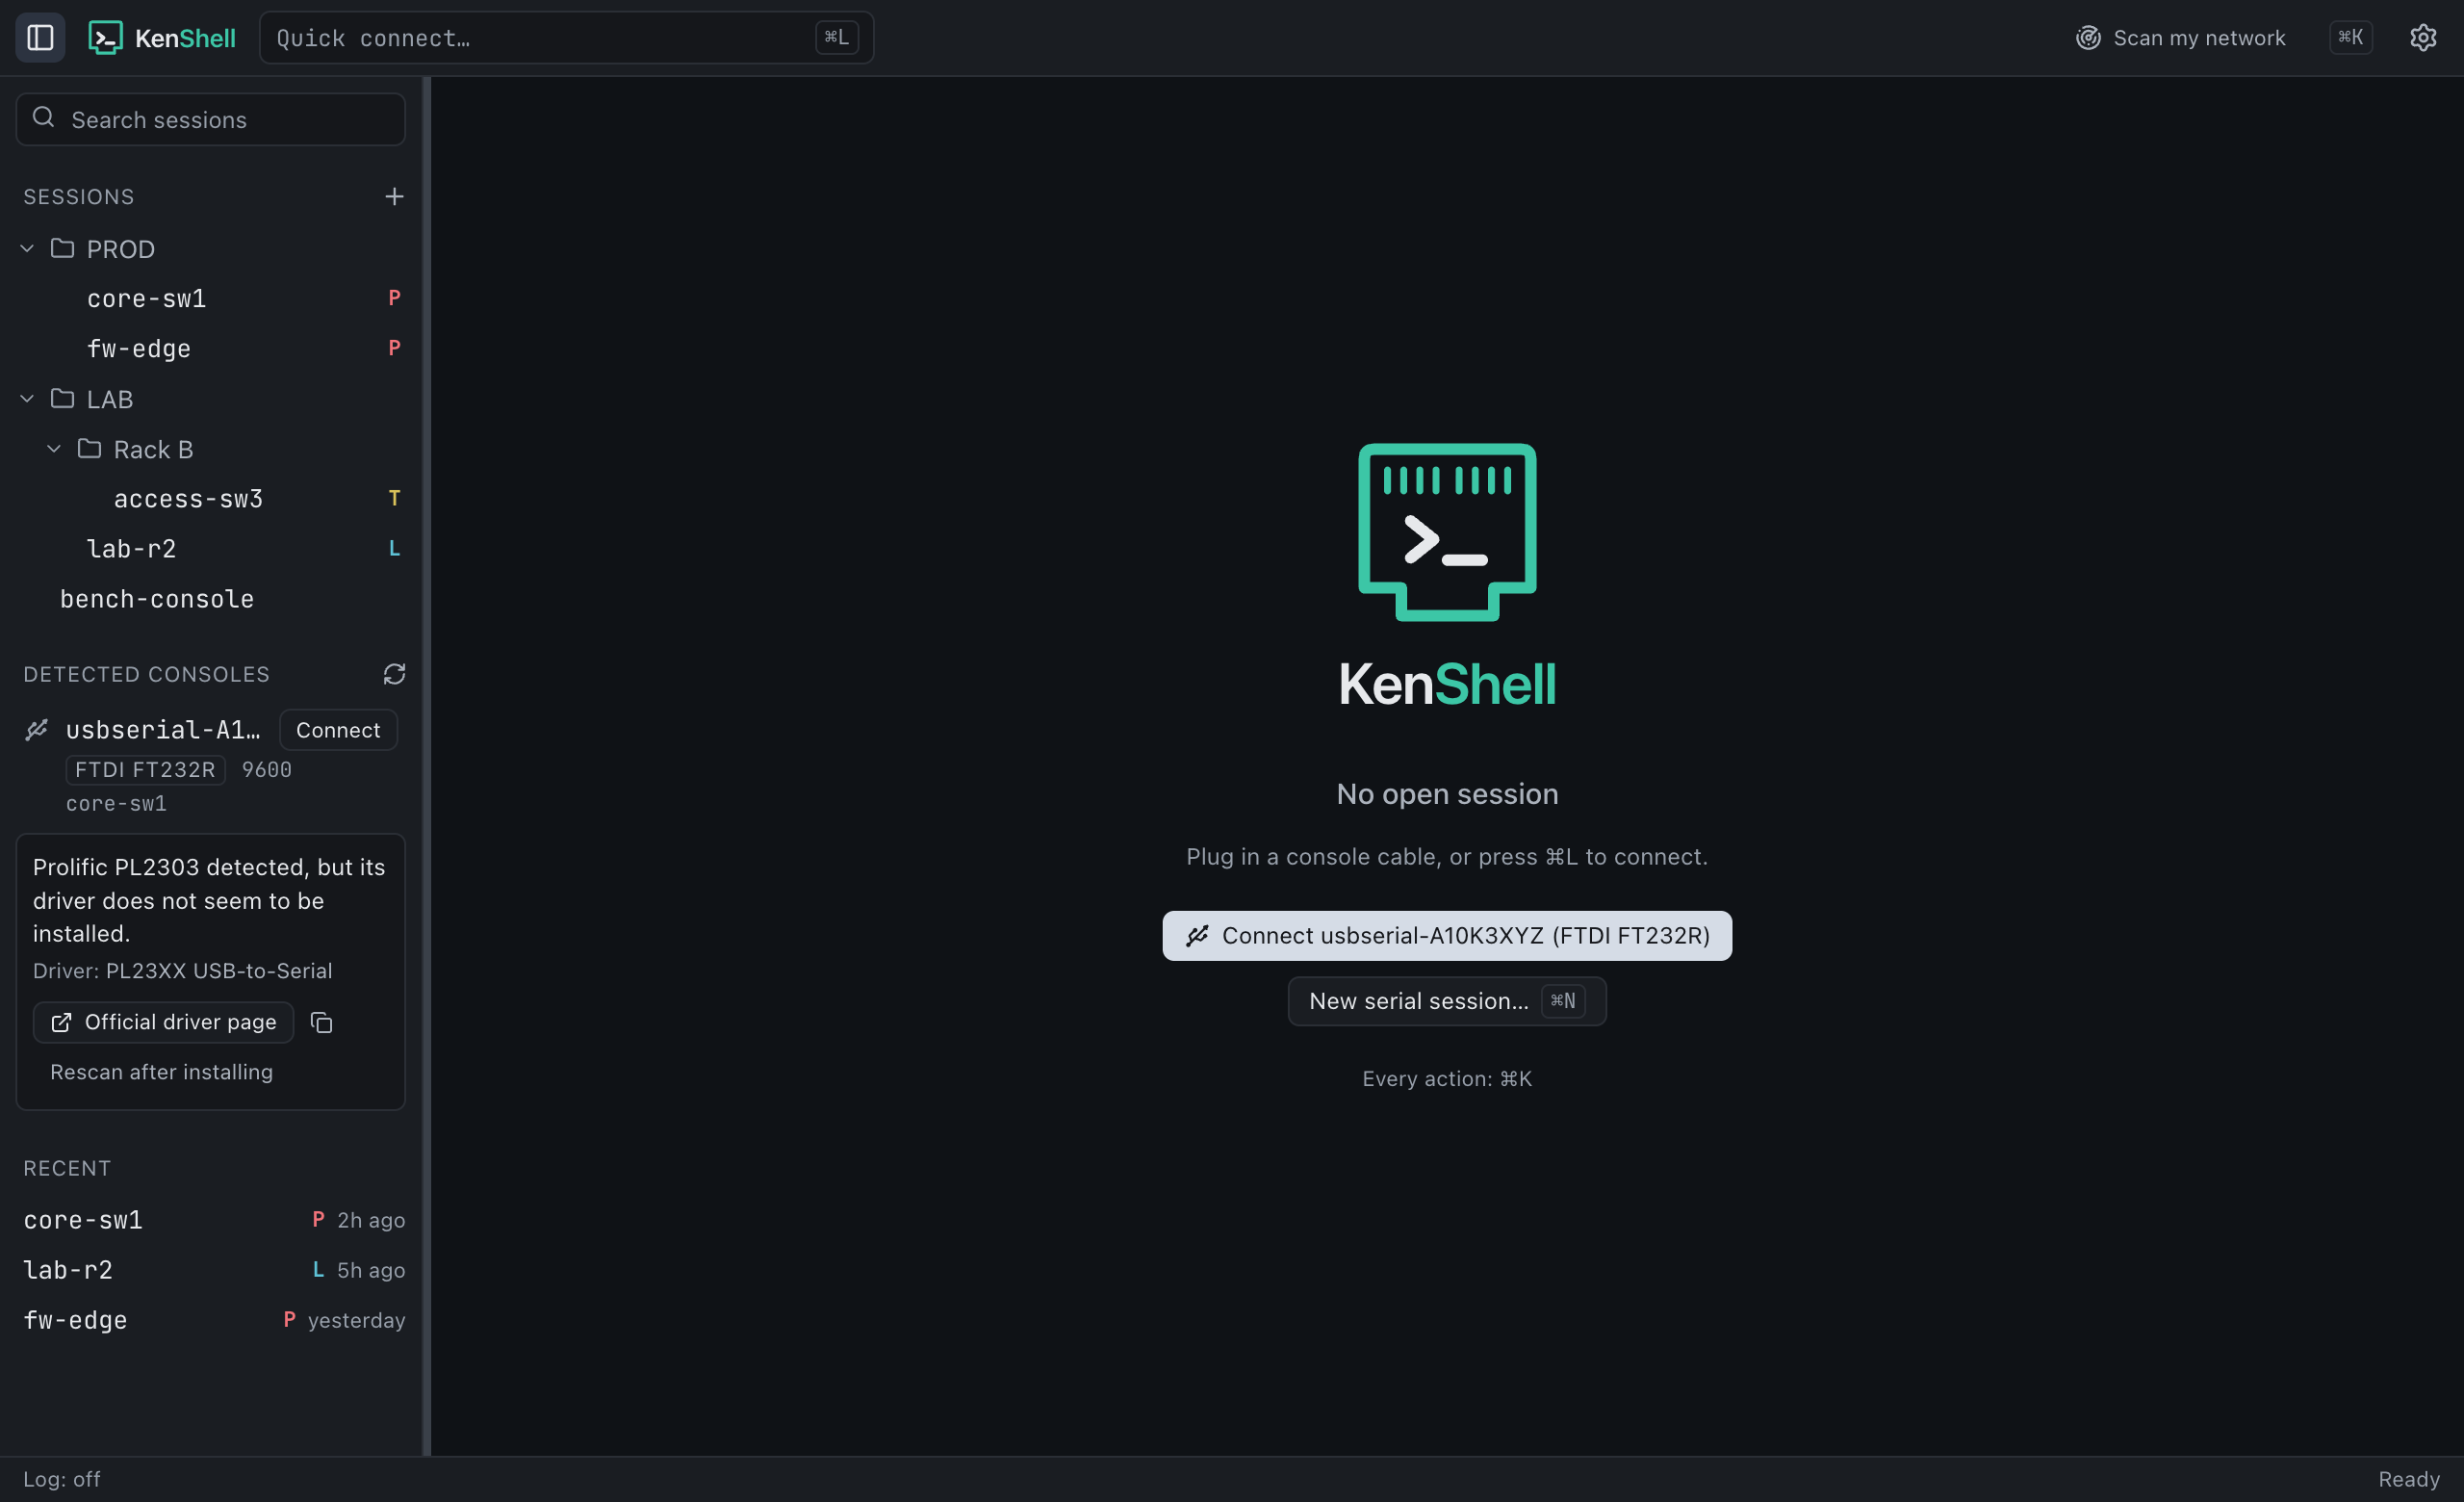 KenShell
Quick connect…
⌘L
Scan my network
⌘K
Search sessions
SESSIONS
PROD
core-sw1 P
fw-edge P
LAB
Rack B
access-sw3 T
lab-r2 L
bench-console
DETECTED CONSOLES
usbserial-A1… Connect
FTDI FT232R 9600
core-sw1
Prolific PL2303 detected, but its
driver does not seem to be
installed.
Driver: PL23XX USB-to-Serial
Official driver page
Rescan after installing
RECENT
core-sw1 P 2h ago
lab-r2 L 5h ago
fw-edge P yesterday
>_
KenShell
No open session
Plug in a console cable, or press ⌘L to connect.
Connect usbserial-A10K3XYZ (FTDI FT232R)
New serial session… ⌘N
Every action: ⌘K
Log: off
Ready